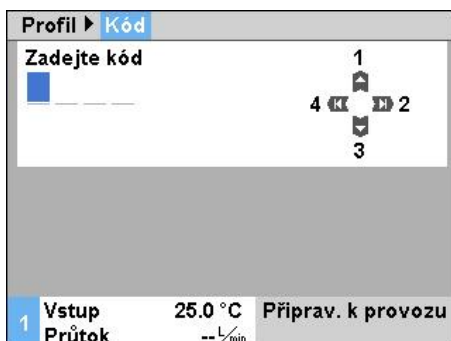 Profil ▶ Kód
Zadejte kód
1
4 2
3
1 Vstup 25.0 °C Připrav. k provozu
Průtok -- L/min